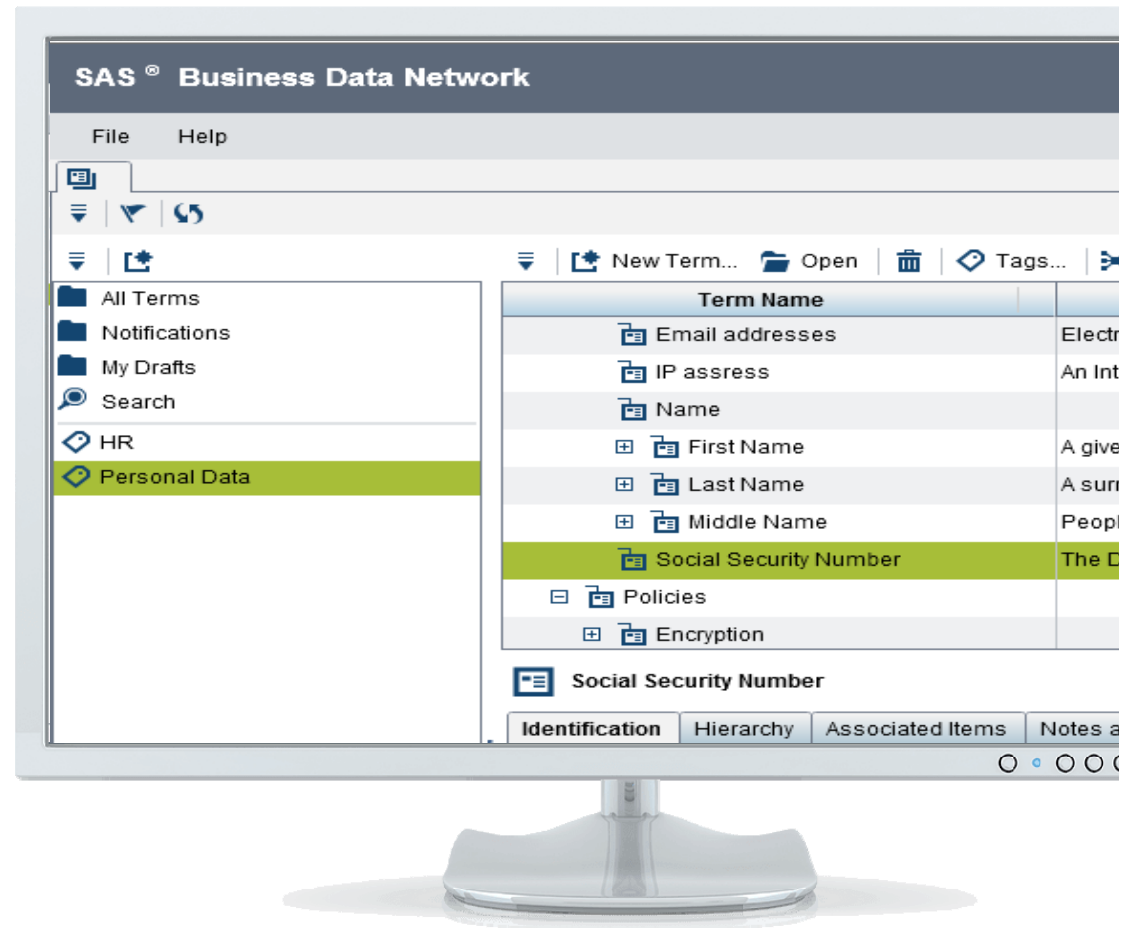 SAS ® Business Data Network
File Help
New Term... Open Tags...
All Terms
Notifications
My Drafts
Search
HR
Personal Data
Term Name
Email addresses Electr
IP assress An Int
Name
First Name A give
Last Name A surr
Middle Name Peopl
Social Security Number The D
Policies
Encryption
Social Security Number
Identification Hierarchy Associated Items Notes a